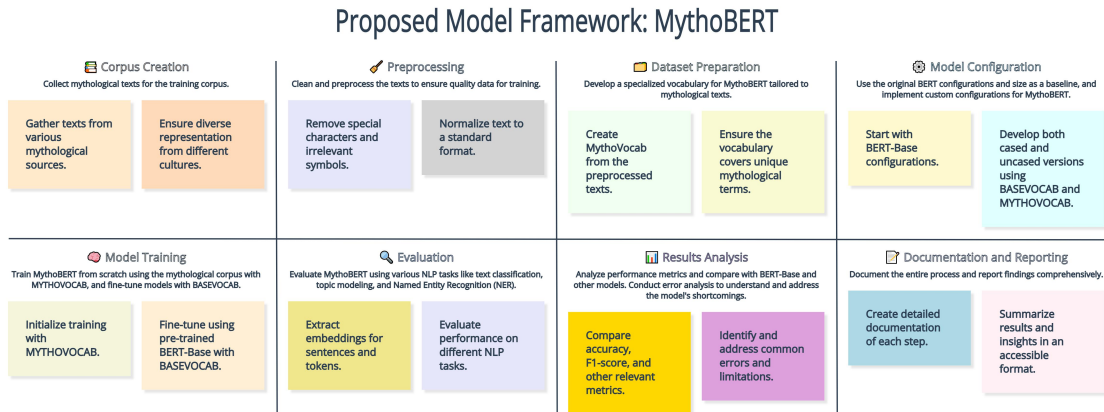 Proposed Model Framework: MythoBERT
Corpus Creation
Collect mythological texts for the training corpus.
Gather texts from
various
mythological
sources.
Ensure diverse
representation
from different
cultures.
Preprocessing
Clean and preprocess the texts to ensure quality data for training.
Remove special
characters and
irrelevant
symbols.
Normalize text to
a standard
format.
Dataset Preparation
Develop a specialized vocabulary for MythoBERT tailored to
mythological texts.
Create
MythoVocab
from the
preprocessed
texts.
Ensure the
vocabulary
covers unique
mythological
terms.
Model Configuration
Use the original BERT configurations and size as a baseline, and
implement custom configurations for MythoBERT.
Start with
BERT-Base
configurations.
Develop both
cased and
uncased versions
using
BASEVOCAB and
MYTHOVOCAB.
Model Training
Train MythoBERT from scratch using the mythological corpus with
MYTHOVOCAB, and fine-tune models with BASEVOCAB.
Initialize training
with
MYTHOVOCAB.
Fine-tune using
pre-trained
BERT-Base with
BASEVOCAB.
Evaluation
Evaluate MythoBERT using various NLP tasks like text classification,
topic modeling, and Named Entity Recognition (NER).
Extract
embeddings for
sentences and
tokens.
Evaluate
performance on
different NLP
tasks.
Results Analysis
Analyze performance metrics and compare with BERT-Base and
other models. Conduct error analysis to understand and address
the model's shortcomings.
Compare
accuracy,
F1-score, and
other relevant
metrics.
Identify and
address common
errors and
limitations.
Documentation and Reporting
Document the entire process and report findings comprehensively.
Create detailed
documentation
of each step.
Summarize
results and
insights in an
accessible
format.